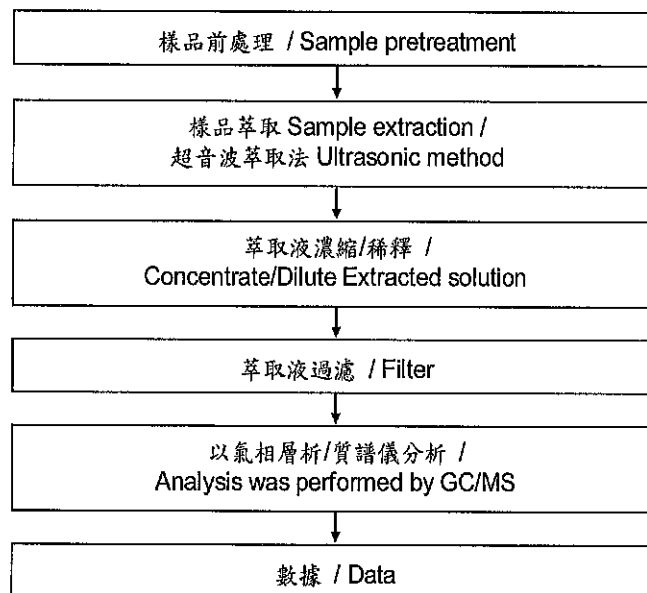 樣品前處理 / Sample pretreatment
樣品萃取 Sample extraction /
超音波萃取法 Ultrasonic method
萃取液濃縮/稀釋 /
Concentrate/Dilute Extracted solution
萃取液過濾 / Filter
以氣相層析/質譜儀分析 /
Analysis was performed by GC/MS
數據 / Data